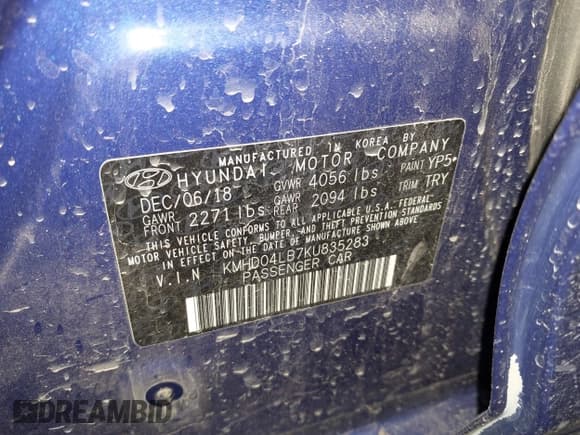 MANUFACTURED IN KOREA BY
HYUNDAI MOTOR COMPANY
DEC/06/18 GVWR 4056 lbs PAINT YP5
GAWR FRONT 2271 lbs GAWR REAR 2094 lbs TRIM TRY
THIS VEHICLE CONFORMS TO ALL APPLICABLE U.S.A. FEDERAL
MOTOR VEHICLE SAFETY, BUMPER, AND THEFT PREVENTION STANDARDS
IN EFFECT ON THE DATE OF MANUFACTURE SHOWN ABOVE.
V.I.N KMHD04LB7KU835283
PASSENGER CAR
DREAMBID